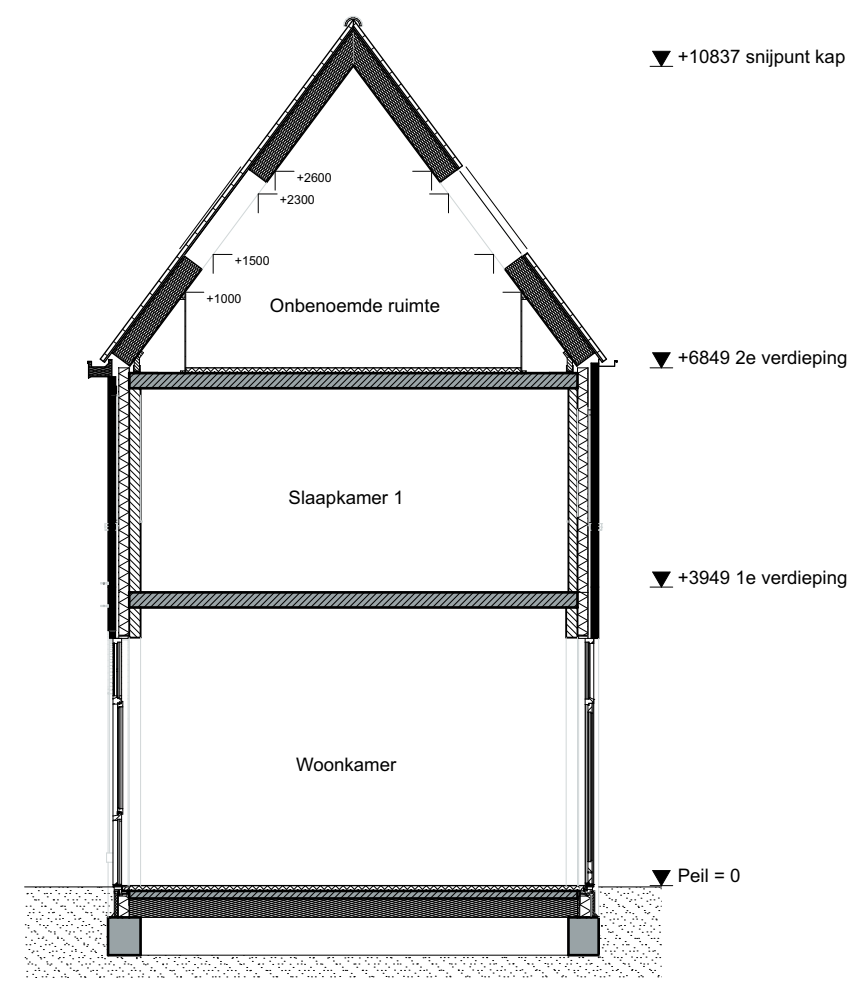 +10837 snijpunt kap
+2600
+2300
+1500
+1000
Onbenoemde ruimte
+6849 2e verdieping
Slaapkamer 1
+3949 1e verdieping
Woonkamer
Peil = 0